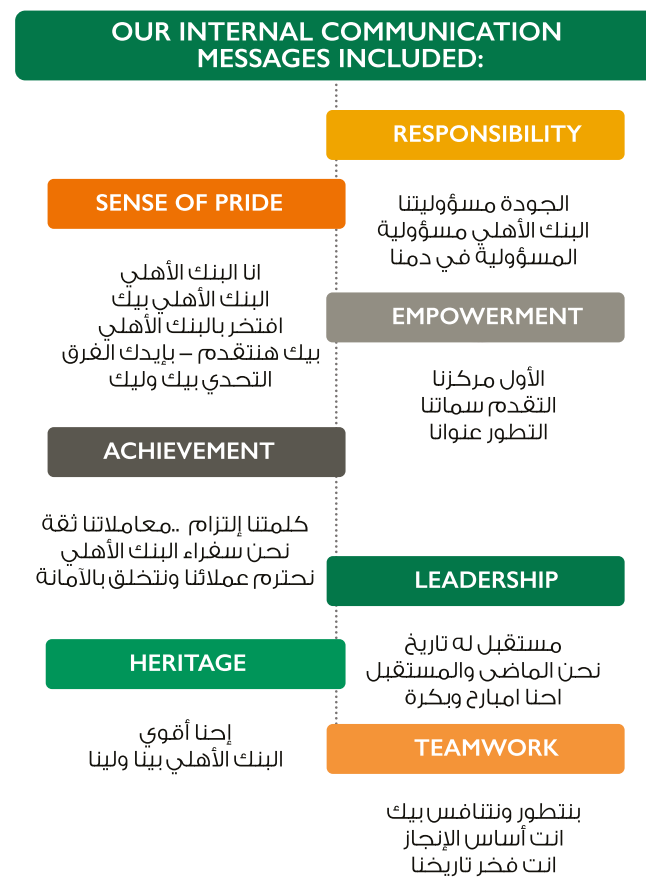 OUR INTERNAL COMMUNICATION
MESSAGES INCLUDED:
RESPONSIBILITY
الجودة مسؤوليتنا
البنك الأهلي مسؤولية
المسؤولية في دمنا
SENSE OF PRIDE
انا البنك الأهلي
البنك الأهلي بيك
افتخر بالبنك الأهلي
بيك هنتقدم – بإيدك الفرق
التحدي بيك وليك
EMPOWERMENT
الأول مركزنا
التقدم سماتنا
التطور عنوانا
ACHIEVEMENT
كلمتنا إلتزام ..معاملاتنا ثقة
نحن سفراء البنك الأهلي
نحترم عملائنا ونتخلق بالآمانة
LEADERSHIP
مستقبل له تاريخ
نحن الماضى والمستقبل
احنا امبارح وبكرة
HERITAGE
إحنا أقوي
البنك الأهلي بينا ولينا
TEAMWORK
بنتطور ونتنافس بيك
انت أساس الإنجاز
انت فخر تاريخنا